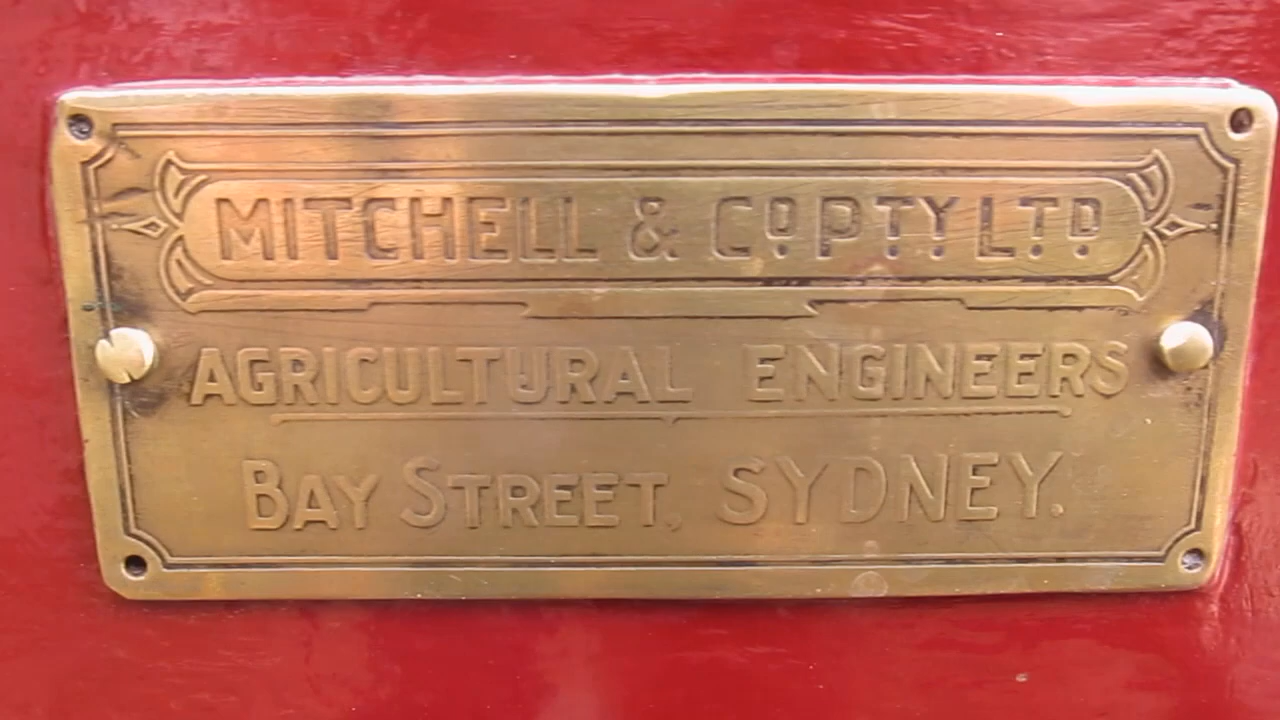 MITCHELL & Co PTY LTD
AGRICULTURAL ENGINEERS
BAY STREET, SYDNEY.